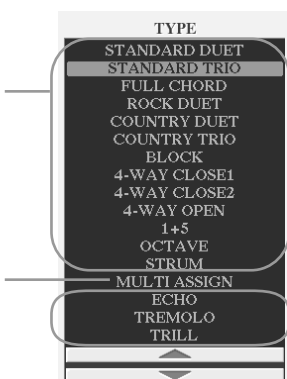 TYPE
STANDARD DUET
STANDARD TRIO
FULL CHORD
ROCK DUET
COUNTRY DUET
COUNTRY TRIO
BLOCK
4-WAY CLOSE1
4-WAY CLOSE2
4-WAY OPEN
1+5
OCTAVE
STRUM
MULTI ASSIGN
ECHO
TREMOLO
TRILL